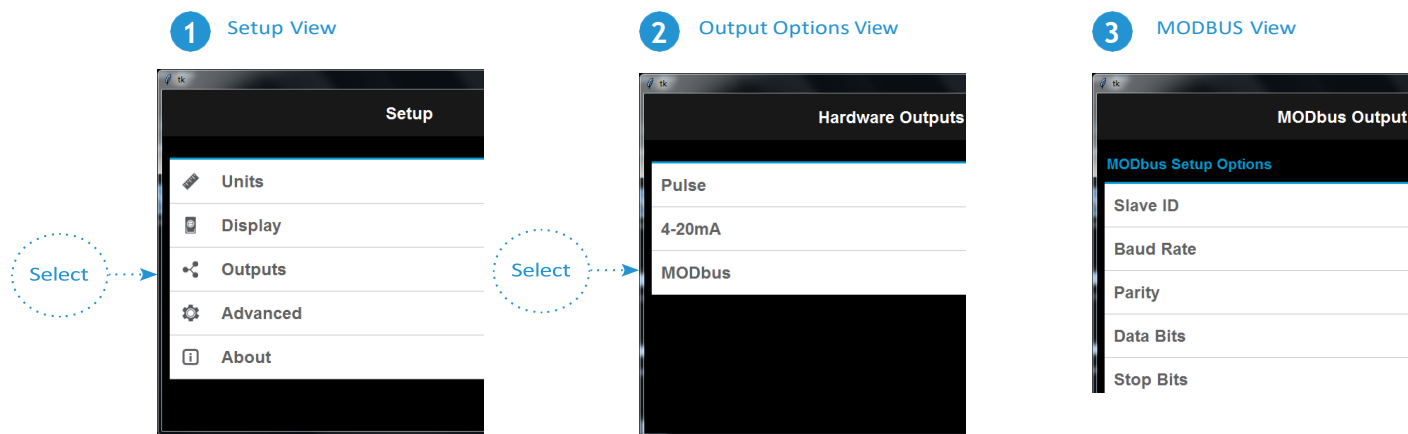 1 Setup View
tk
Setup
Units
Display
Outputs
Advanced
About
Select
2 Output Options View
tk
Hardware Outputs
Pulse
4-20mA
MODbus
Select
3 MODBUS View
tk
MODbus Output
MODbus Setup Options
Slave ID
Baud Rate
Parity
Data Bits
Stop Bits